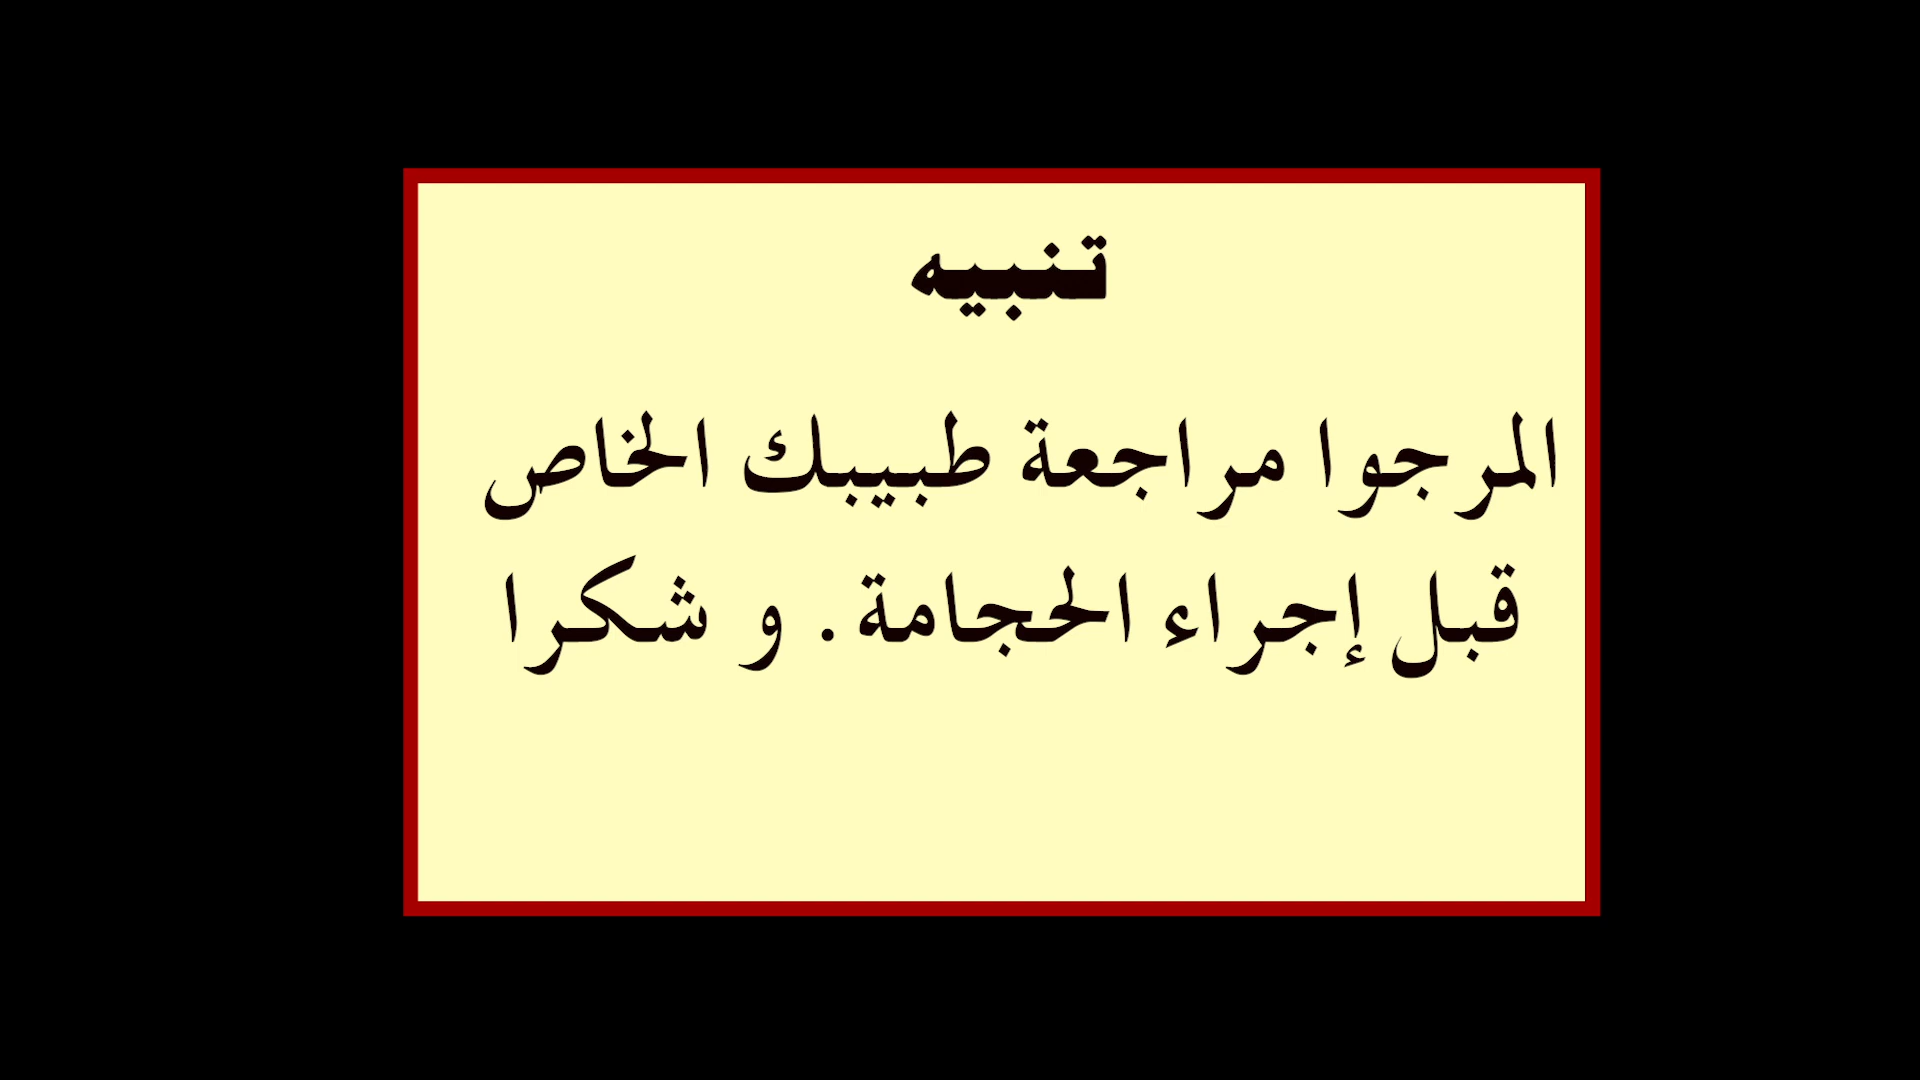 تنبيه
المرجوا مراجعة طبيبك الخاص
قبل إجراء الحجامة. و شكرا